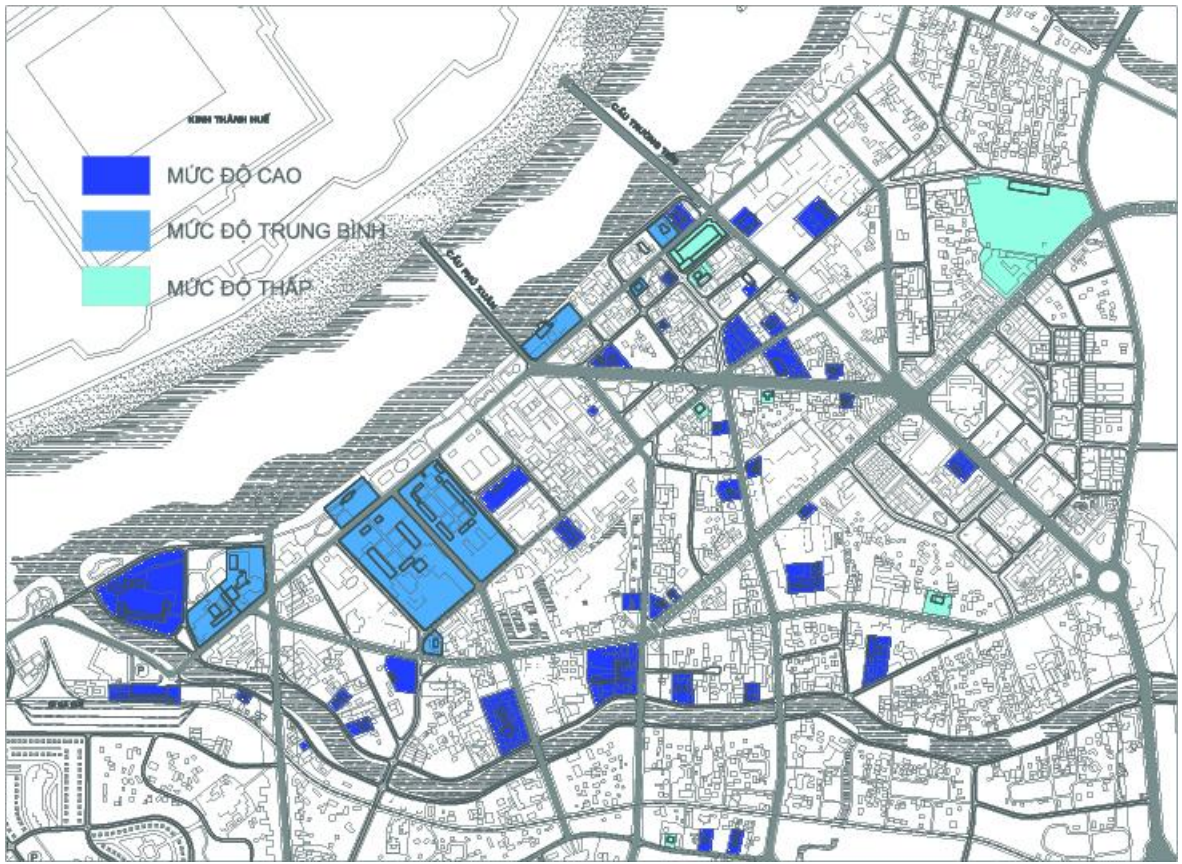 KINH THÀNH HUẾ
CẦU TRƯỜNG TIỀN
MỨC ĐỘ CAO
MỨC ĐỘ TRUNG BÌNH
MỨC ĐỘ THẤP
CẦU PHÚ XUÂN
P
P
P